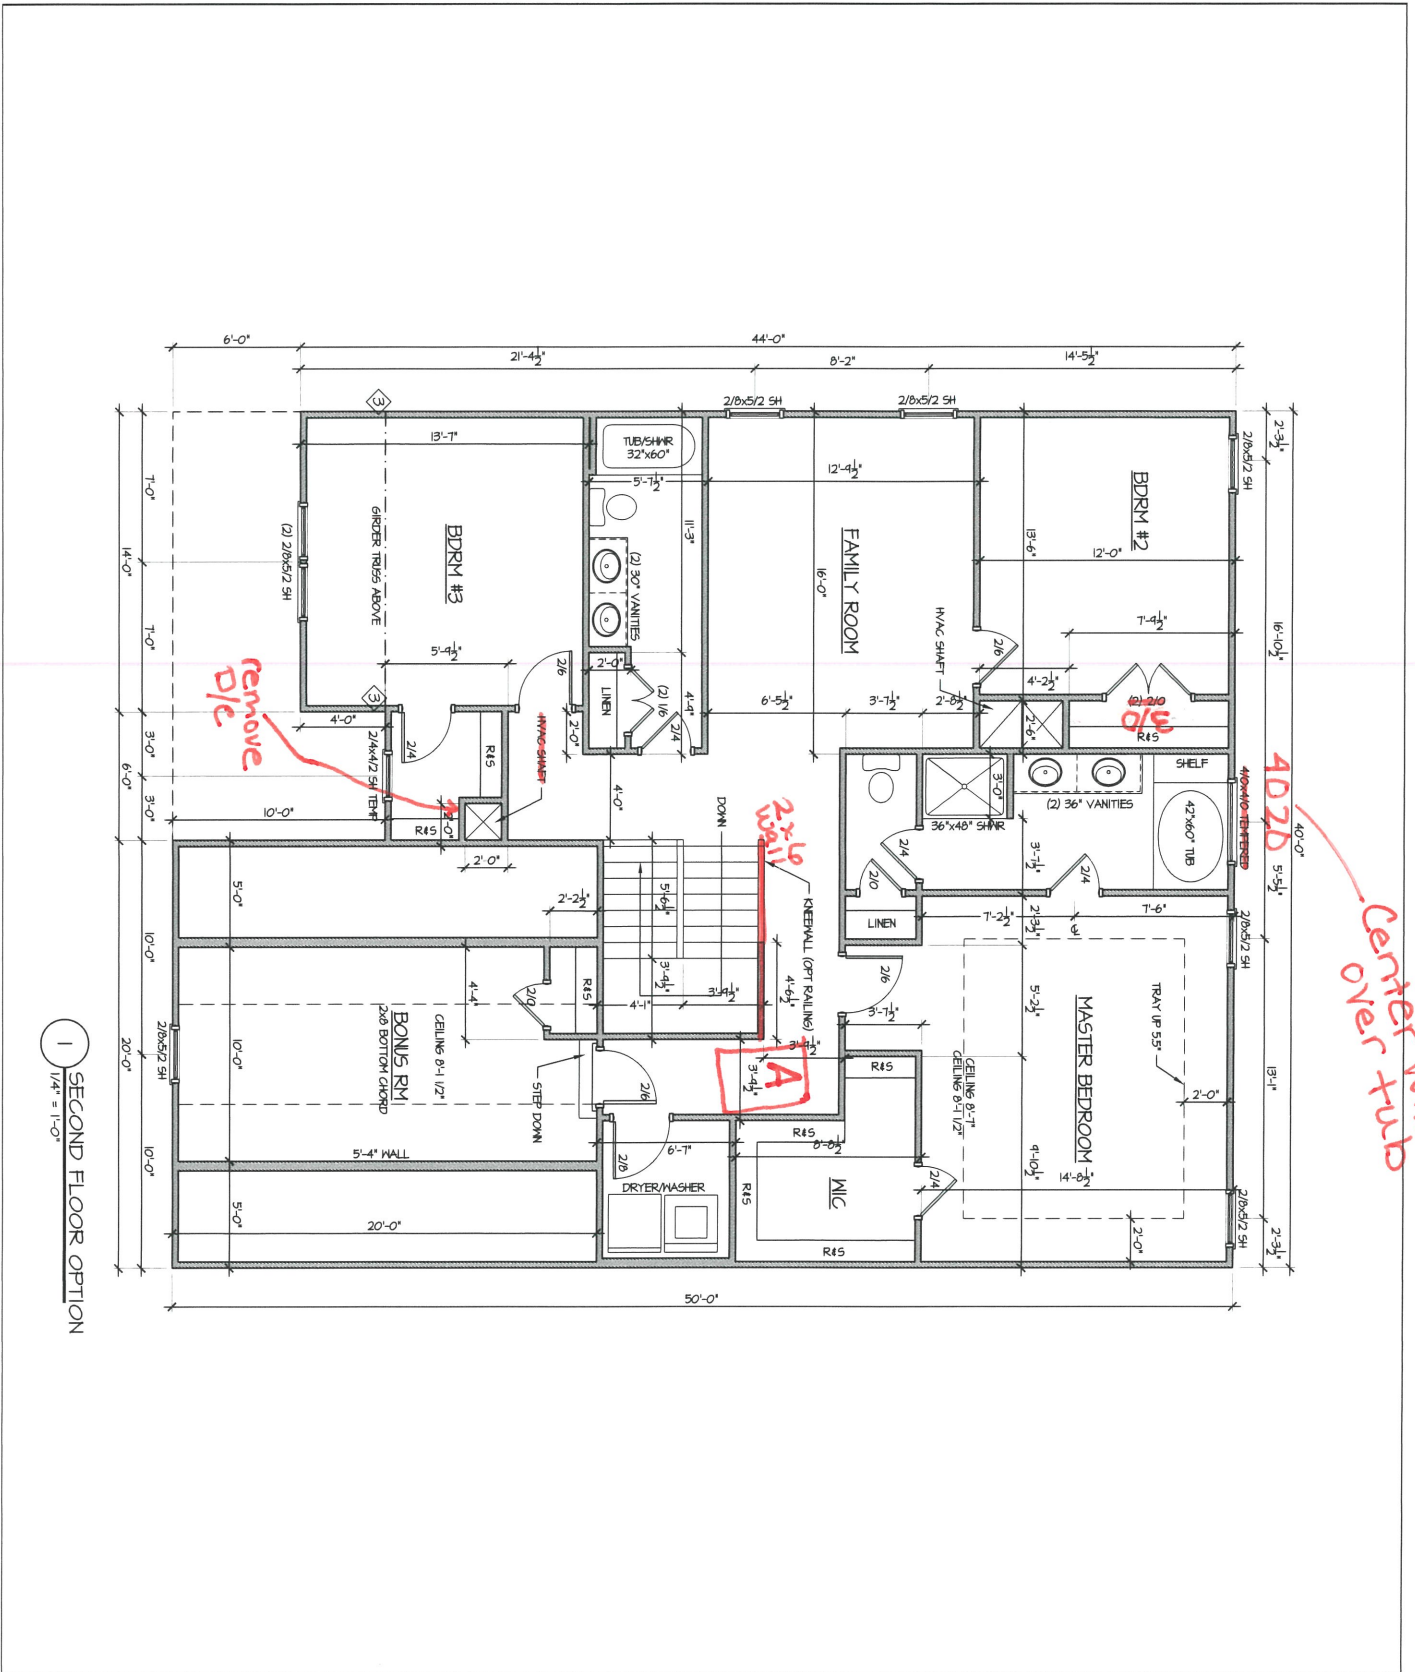 Center
over tub
40'-0"
2'-3½"
16'-10½"
5'-5½"
13'-1"
2'-3½"
4020
2/8x5/2 SH
4/0x4/0 TEMPERED
2/8x5/2 SH
2/8x5/2 SH
14'-5½"
44'-0"
8'-2"
21'-4½"
6'-0"
50'-0"
BDRM #2
12'-0"
13'-6"
7'-9½"
4'-2½"
(2) 2/0
D/E
R&S
2/6
HVAC SHAFT
2'-6"
2'-8½"
SHELF
42"x60" TUB
(2) 36" VANITIES
3'-0"
36"x48" SHWR
3'-7½"
2/4
2/4
2/0
LINEN
7'-6"
¢
7'-2½"
2'-3½"
TRAY UP 5.5"
2'-0"
MASTER BEDROOM
5'-2½"
CEILING 8'-7"
CEILING 8'-1 1/2"
9'-10½"
14'-8½"
2'-0"
2/6
3'-7½"
R&S
2/4
WIC
8'-8½"
R&S
R&S
R&S
2/8x5/2 SH
2/8x5/2 SH
FAMILY ROOM
12'-9½"
16'-0"
6'-5½"
3'-7½"
KNEEWALL (OPT RAILING)
2x6
wall
DOWN
4'-6½"
3'-9½"
3'-9½"
4'-1"
5'-6½"
3'-4½"
3'-4½"
A
TUB/SHWR
32"x60"
5'-7½"
11'-3"
(2) 30" VANITIES
2'-0"
LINEN
(2) 1/6
4'-9"
2/4
4'-0"
BDRM #3
13'-7"
GIRDER TRUSS ABOVE
3
3
(2) 2/8x5/2 SH
5'-9½"
2/6
2'-0"
HVAC SHAFT
R&S
2/4
4'-0"
2/4x4/2 SH TEMP
R&S
2'-0"
2'-0"
10'-0"
remove
D/C
2'-2½"
R&S
2/0
4'-4"
BONUS RM
2x8 BOTTOM CHORD
CEILING 8'-1 1/2"
STEP DOWN
2/6
2/8
6'-7"
DRYER/WASHER
5'-4" WALL
20'-0"
5'-0"
10'-0"
5'-0"
2/8x5/2 SH
7'-0"
7'-0"
3'-0"
3'-0"
10'-0"
10'-0"
14'-0"
6'-0"
20'-0"
1
SECOND FLOOR OPTION
1/4" = 1'-0"